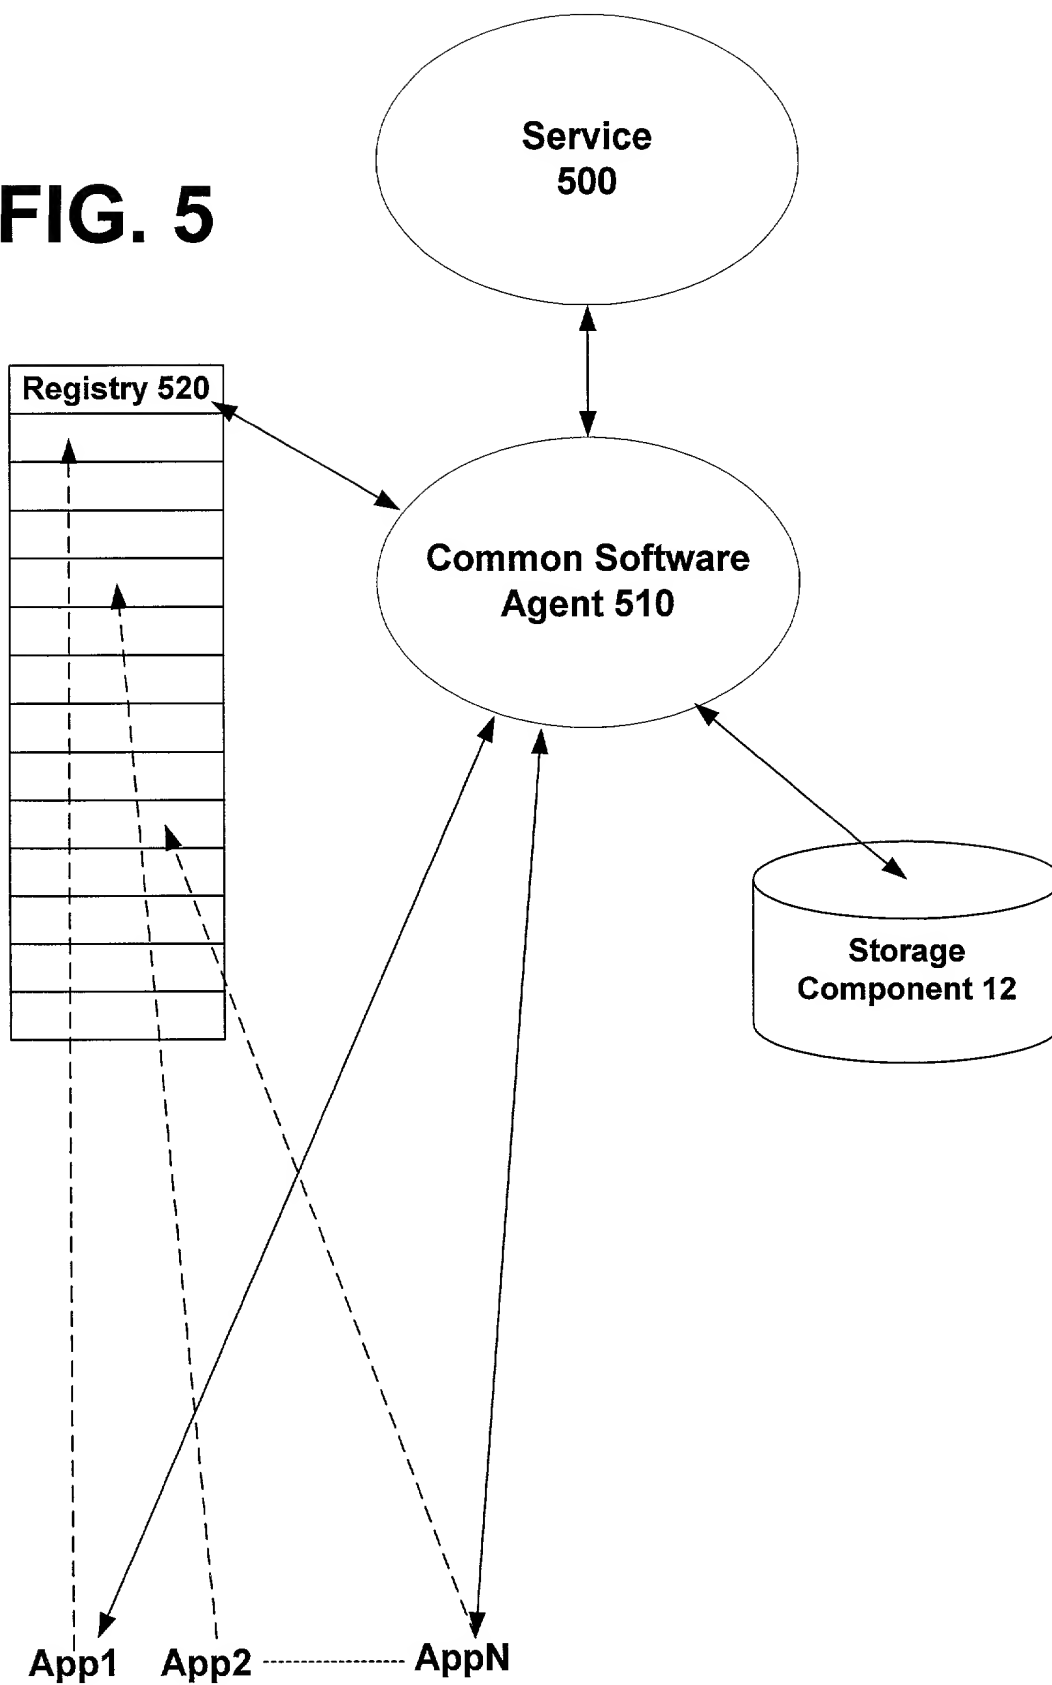 Service
500
FIG. 5
Registry 520
Common Software
Agent 510
Storage
Component 12
App1 App2 AppN